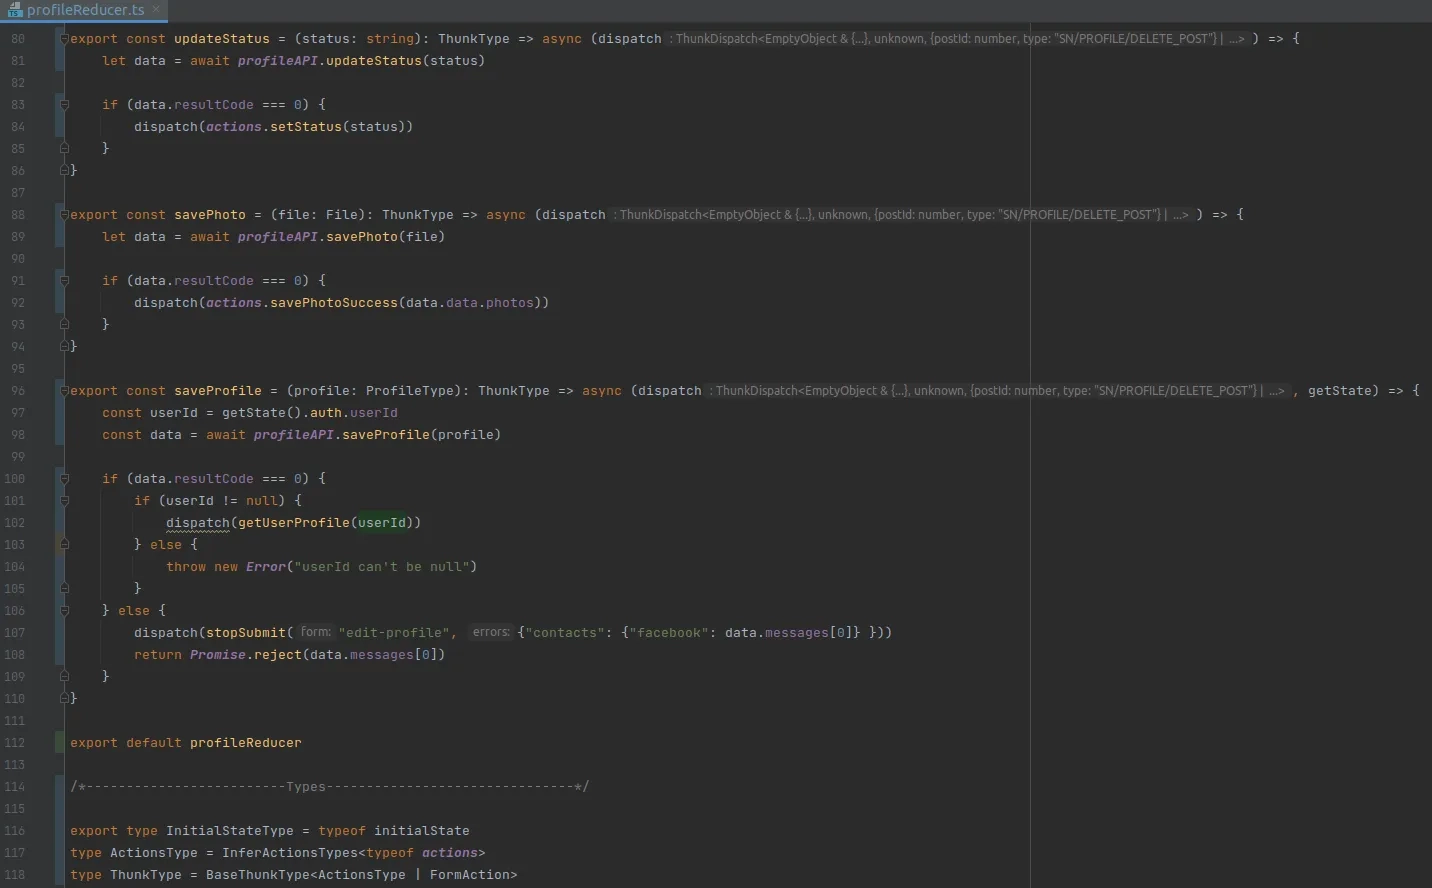 profileReducer.ts
80 export const updateStatus = (status: string): ThunkType => async (dispatch : ThunkDispatch<EmptyObject & {...}, unknown, {postId: number, type: "SN/PROFILE/DELETE_POST"} | ...> ) => {
81     let data = await profileAPI.updateStatus(status)
82
83     if (data.resultCode === 0) {
84         dispatch(actions.setStatus(status))
85     }
86 }
87
88 export const savePhoto = (file: File): ThunkType => async (dispatch : ThunkDispatch<EmptyObject & {...}, unknown, {postId: number, type: "SN/PROFILE/DELETE_POST"} | ...> ) => {
89     let data = await profileAPI.savePhoto(file)
90
91     if (data.resultCode === 0) {
92         dispatch(actions.savePhotoSuccess(data.data.photos))
93     }
94 }
95
96 export const saveProfile = (profile: ProfileType): ThunkType => async (dispatch : ThunkDispatch<EmptyObject & {...}, unknown, {postId: number, type: "SN/PROFILE/DELETE_POST"} | ...> , getState) => {
97     const userId = getState().auth.userId
98     const data = await profileAPI.saveProfile(profile)
99
100     if (data.resultCode === 0) {
101         if (userId != null) {
102             dispatch(getUserProfile(userId))
103         } else {
104             throw new Error("userId can't be null")
105         }
106     } else {
107         dispatch(stopSubmit( form: "edit-profile", errors: {"contacts": {"facebook": data.messages[0]} }))
108         return Promise.reject(data.messages[0])
109     }
110 }
111
112 export default profileReducer
113
114 /*-------------------------Types-------------------------------*/
115
116 export type InitialStateType = typeof initialState
117 type ActionsType = InferActionsTypes<typeof actions>
118 type ThunkType = BaseThunkType<ActionsType | FormAction>